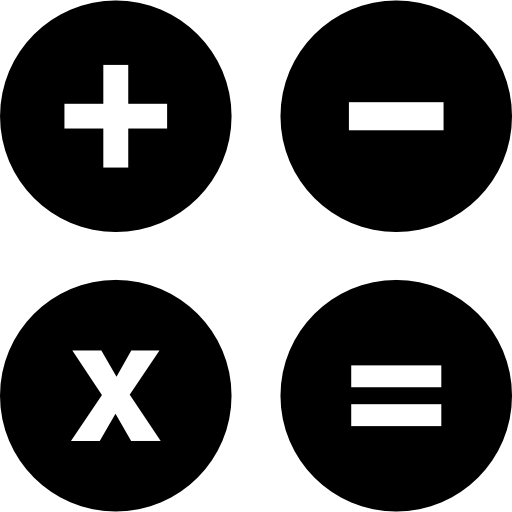 + −
x =